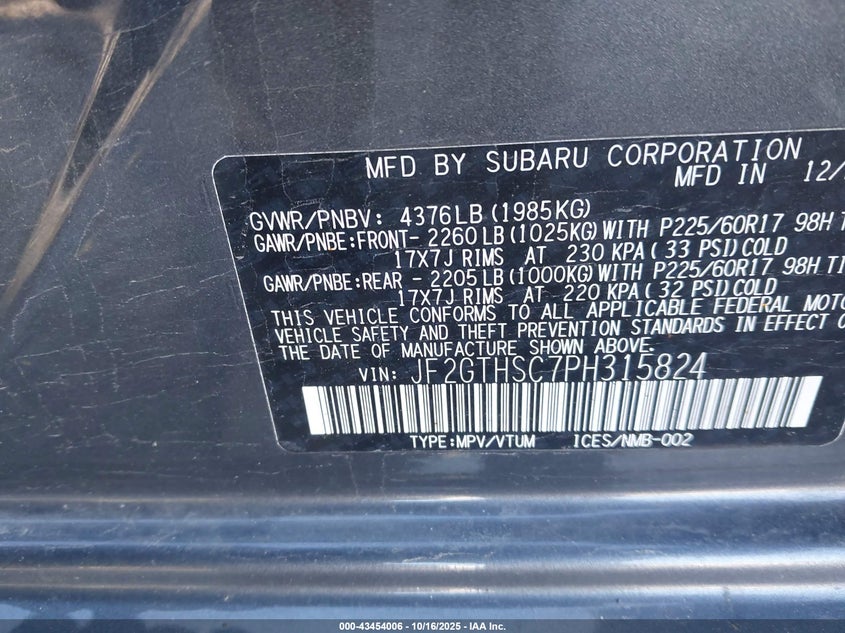 MFD BY SUBARU CORPORATION
MFD IN 12/
GVWR/PNBV: 4376LB (1985KG)
GAWR/PNBE:FRONT- 2260LB (1025KG) WITH P225/60R17 98H
17X7J RIMS AT 230 KPA (33 PSI) COLD
GAWR/PNBE:REAR - 2205LB (1000KG) WITH P225/60R17 98H TI
17X7J RIMS AT 220 KPA (32 PSI) COLD
THIS VEHICLE CONFORMS TO ALL APPLICABLE FEDERAL MOTO
VEHICLE SAFETY AND THEFT PREVENTION STANDARDS IN EFFECT O
THE DATE OF MANUFACTURE SHOWN ABOVE.
VIN: JF2GTHSC7PH315824
TYPE:MPV/VTUM ICES/NMB-002
000-43454006 - 10/16/2025 - IAA Inc.